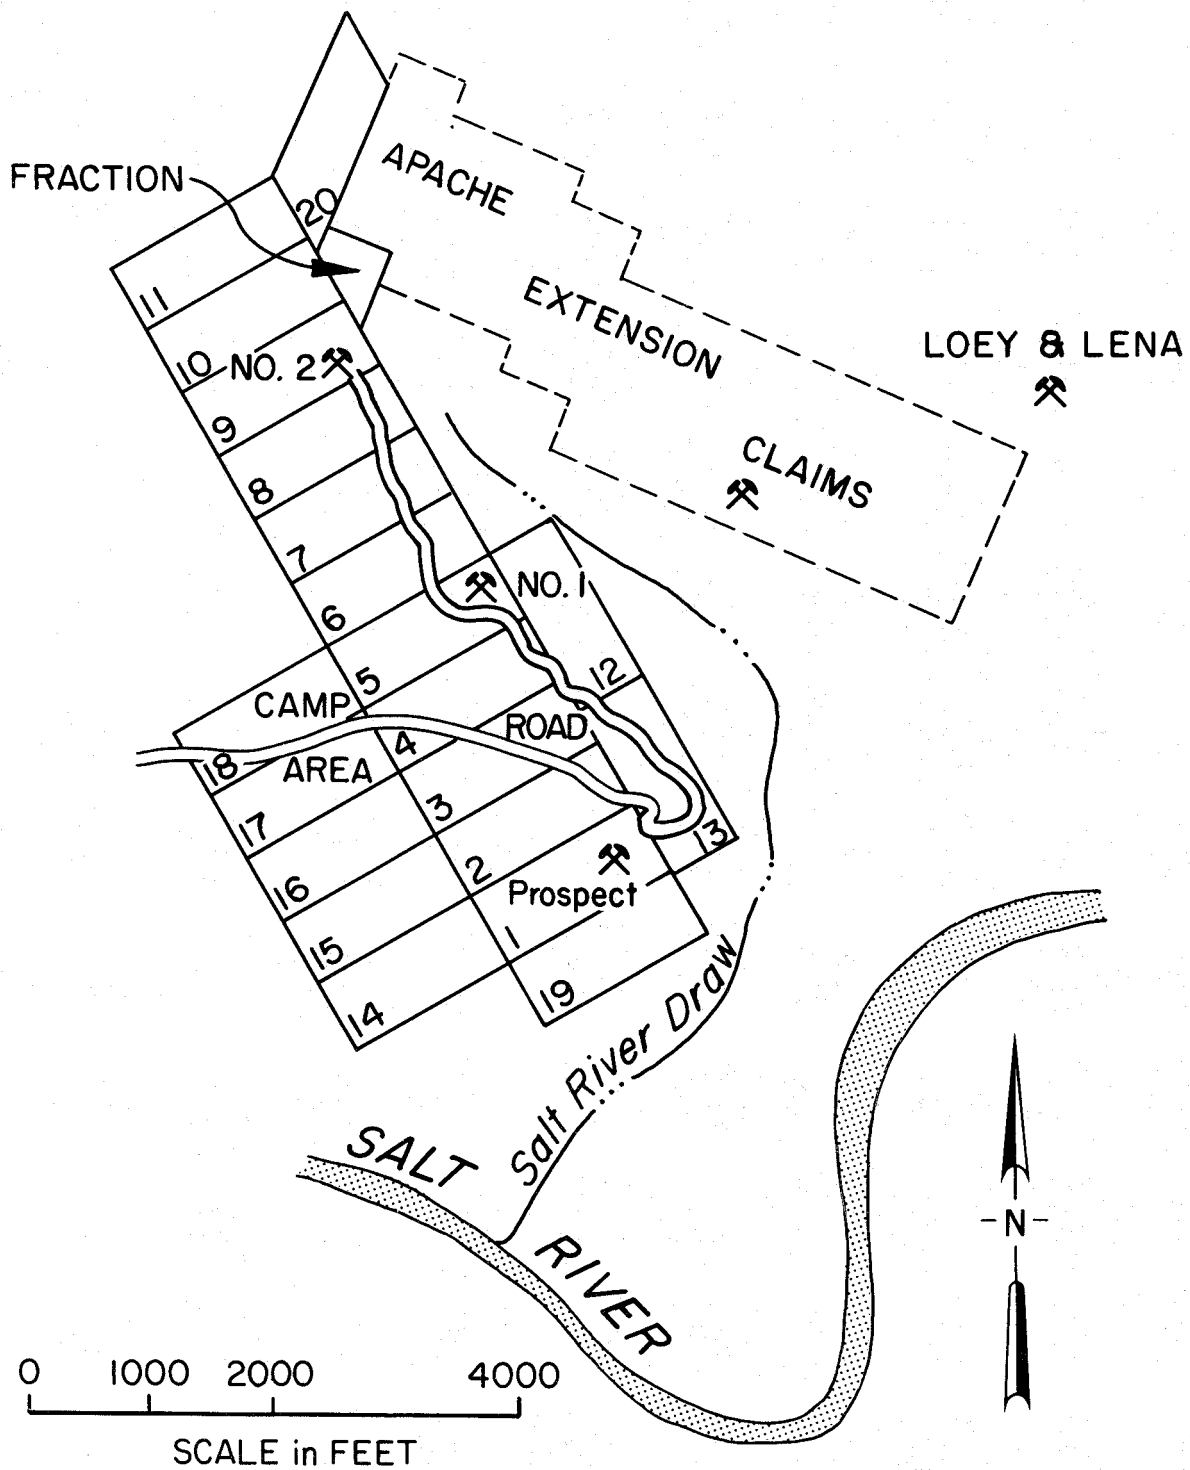 FRACTION
20
APACHE
EXTENSION
CLAIMS
LOEY & LENA
11
10
NO. 2
9
8
7
6
NO. 1
5
12
CAMP
AREA
ROAD
4
18
3
17
13
2
Prospect
16
1
15
19
14
Salt River Draw
SALT
RIVER
-N-
0 1000 2000 4000
SCALE in FEET